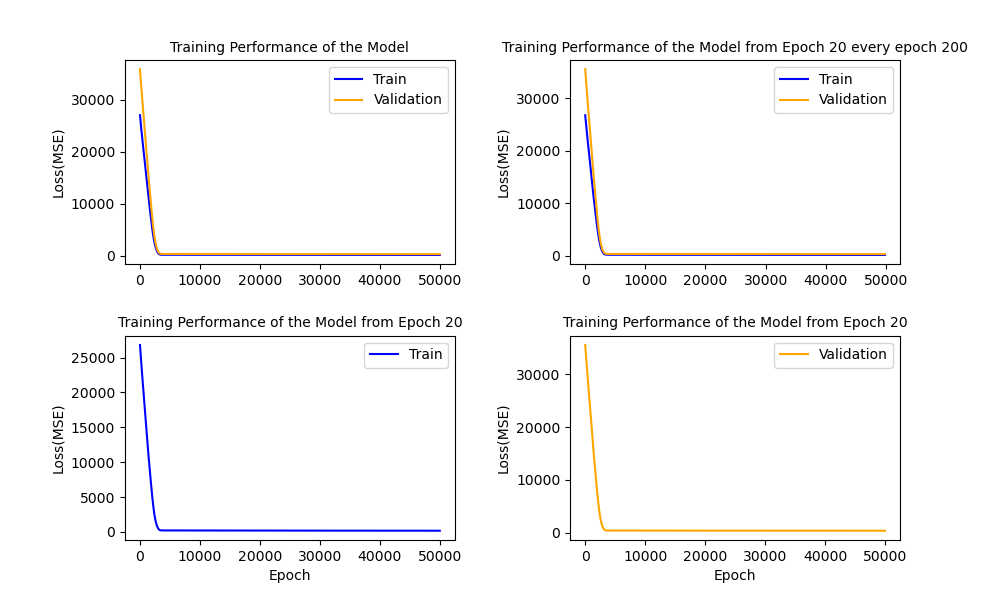 Training Performance of the Model
Training Performance of the Model from Epoch 20 every epoch 200
Loss(MSE)
30000
20000
10000
0
Train
Validation
0 10000 20000 30000 40000 50000
Loss(MSE)
30000
20000
10000
0
Train
Validation
0 10000 20000 30000 40000 50000
Training Performance of the Model from Epoch 20
Training Performance of the Model from Epoch 20
Loss(MSE)
25000
20000
15000
10000
5000
0
Train
0 10000 20000 30000 40000 50000
Epoch
Loss(MSE)
30000
20000
10000
0
Validation
0 10000 20000 30000 40000 50000
Epoch